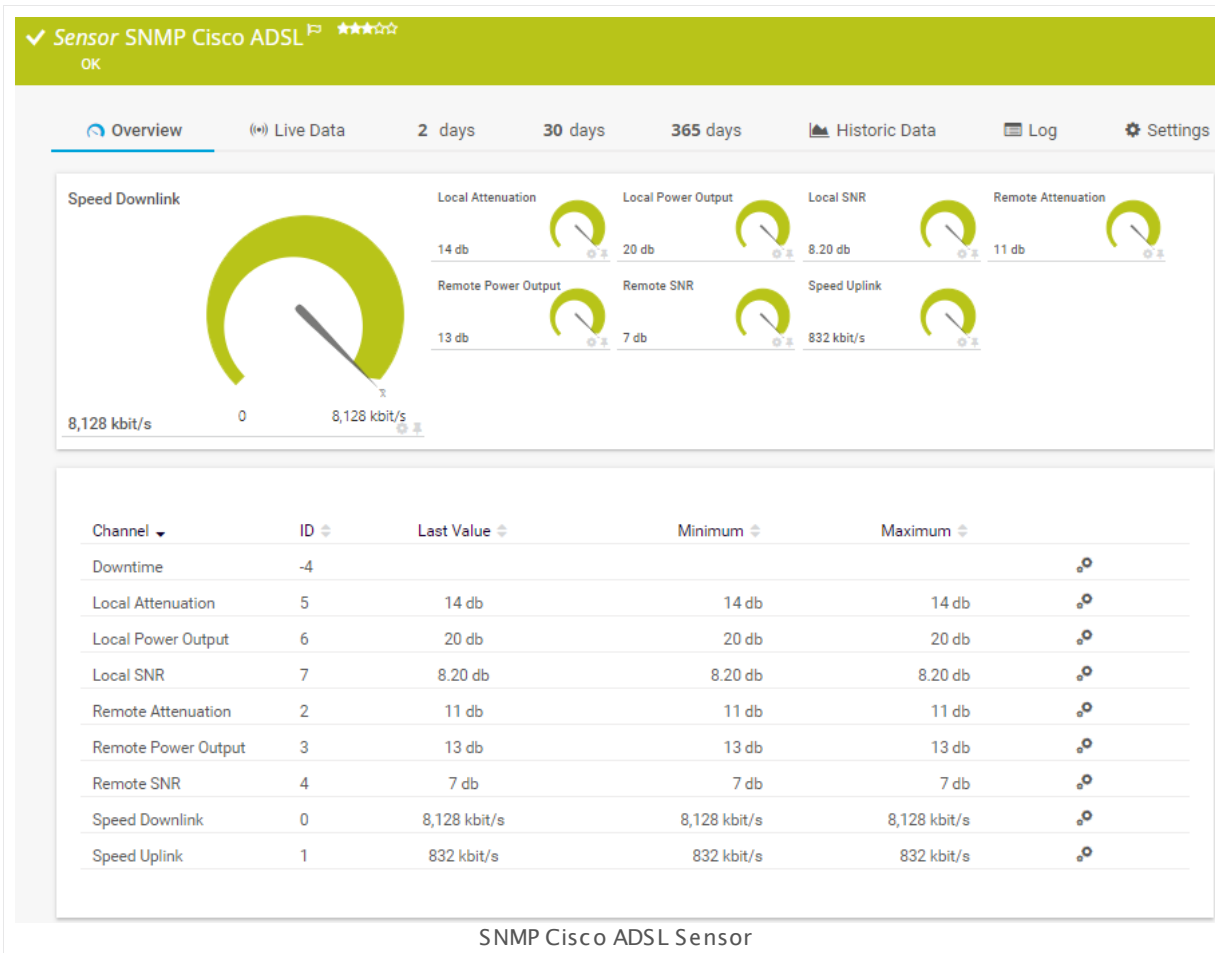 Sensor SNMP Cisco ADSL
OK
Overview Live Data 2 days 30 days 365 days Historic Data Log Settings
Speed Downlink
0 8,128 kbit/s
8,128 kbit/s
Local Attenuation
14 db
Local Power Output
20 db
Local SNR
8.20 db
Remote Attenuation
11 db
Remote Power Output
13 db
Remote SNR
7 db
Speed Uplink
832 kbit/s
Channel ID Last Value Minimum Maximum
Downtime -4
Local Attenuation 5 14 db 14 db 14 db
Local Power Output 6 20 db 20 db 20 db
Local SNR 7 8.20 db 8.20 db 8.20 db
Remote Attenuation 2 11 db 11 db 11 db
Remote Power Output 3 13 db 13 db 13 db
Remote SNR 4 7 db 7 db 7 db
Speed Downlink 0 8,128 kbit/s 8,128 kbit/s 8,128 kbit/s
Speed Uplink 1 832 kbit/s 832 kbit/s 832 kbit/s
SNMP Cisco ADSL Sensor